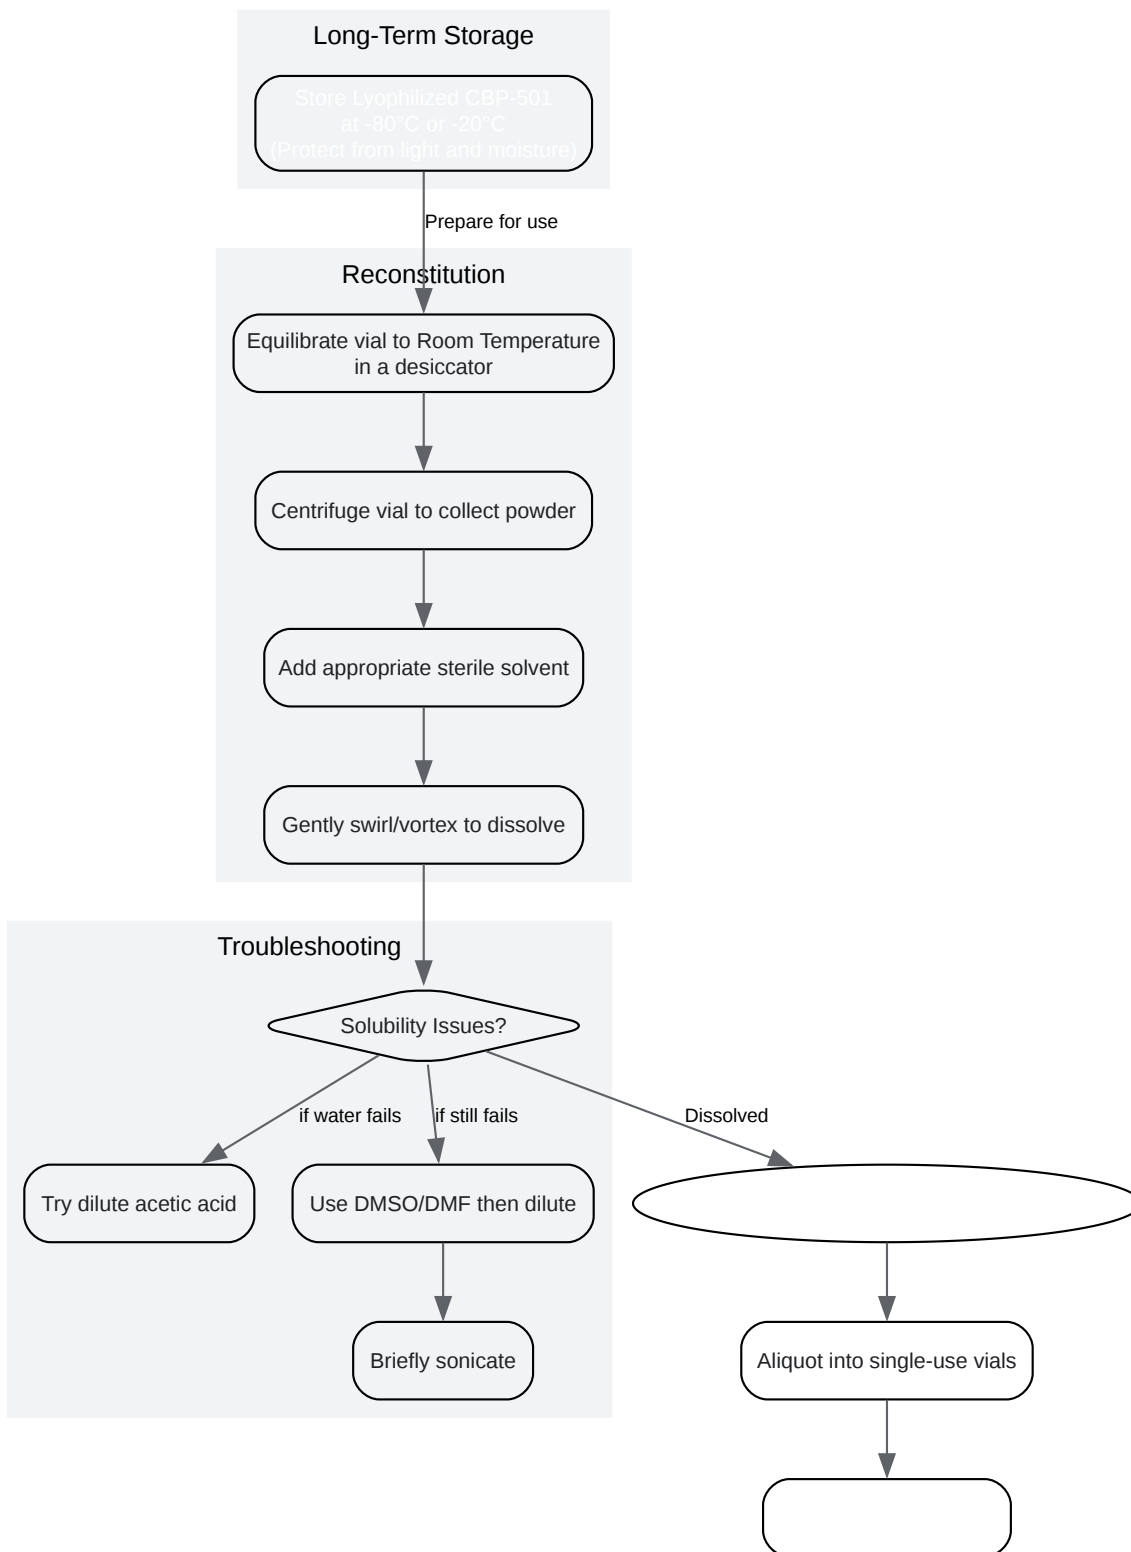 Long-Term Storage
Store Lyophilized CBP-501
at -80°C or -20°C
(Protect from light and moisture)
Prepare for use
Reconstitution
Equilibrate vial to Room Temperature
in a desiccator
Centrifuge vial to collect powder
Add appropriate sterile solvent
Gently swirl/vortex to dissolve
Troubleshooting
Solubility Issues?
if water fails
if still fails
Dissolved
Try dilute acetic acid
Use DMSO/DMF then dilute
Briefly sonicate
Aliquot into single-use vials